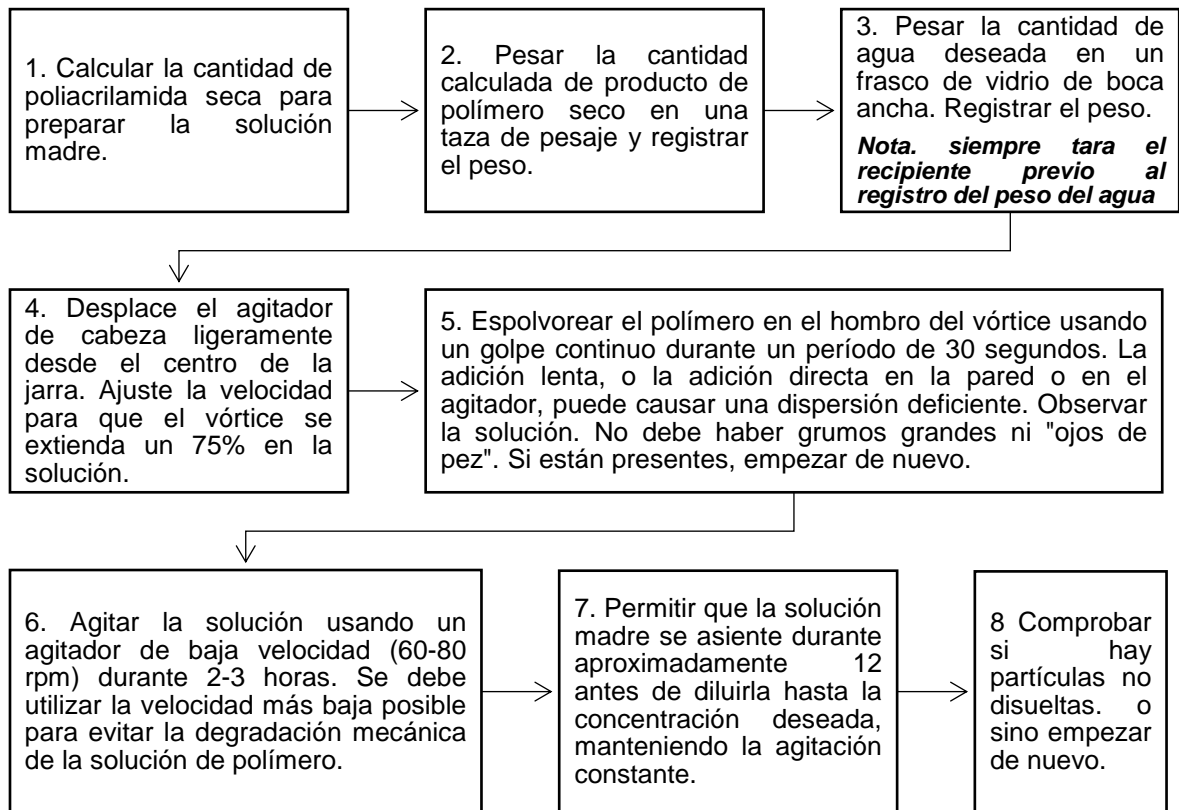 1. Calcular la cantidad de
poliacrilamida seca para
preparar la solución
madre.
2. Pesar la cantidad
calculada de producto de
polímero seco en una
taza de pesaje y registrar
el peso.
3. Pesar la cantidad de
agua deseada en un
frasco de vidrio de boca
ancha. Registrar el peso.
Nota. siempre tara el
recipiente previo al
registro del peso del agua
4. Desplace el agitador
de cabeza ligeramente
desde el centro de la
jarra. Ajuste la velocidad
para que el vórtice se
extienda un 75% en la
solución.
5. Espolvorear el polímero en el hombro del vórtice usando
un golpe continuo durante un período de 30 segundos. La
adición lenta, o la adición directa en la pared o en el
agitador, puede causar una dispersión deficiente. Observar
la solución. No debe haber grumos grandes ni "ojos de
pez". Si están presentes, empezar de nuevo.
6. Agitar la solución usando un
agitador de baja velocidad (60-80
rpm) durante 2-3 horas. Se debe
utilizar la velocidad más baja posible
para evitar la degradación mecánica
de la solución de polímero.
7. Permitir que la solución
madre se asiente durante
aproximadamente 12
antes de diluirla hasta la
concentración deseada,
manteniendo la agitación
constante.
8 Comprobar
si hay
partículas no
disueltas. o
sino empezar
de nuevo.